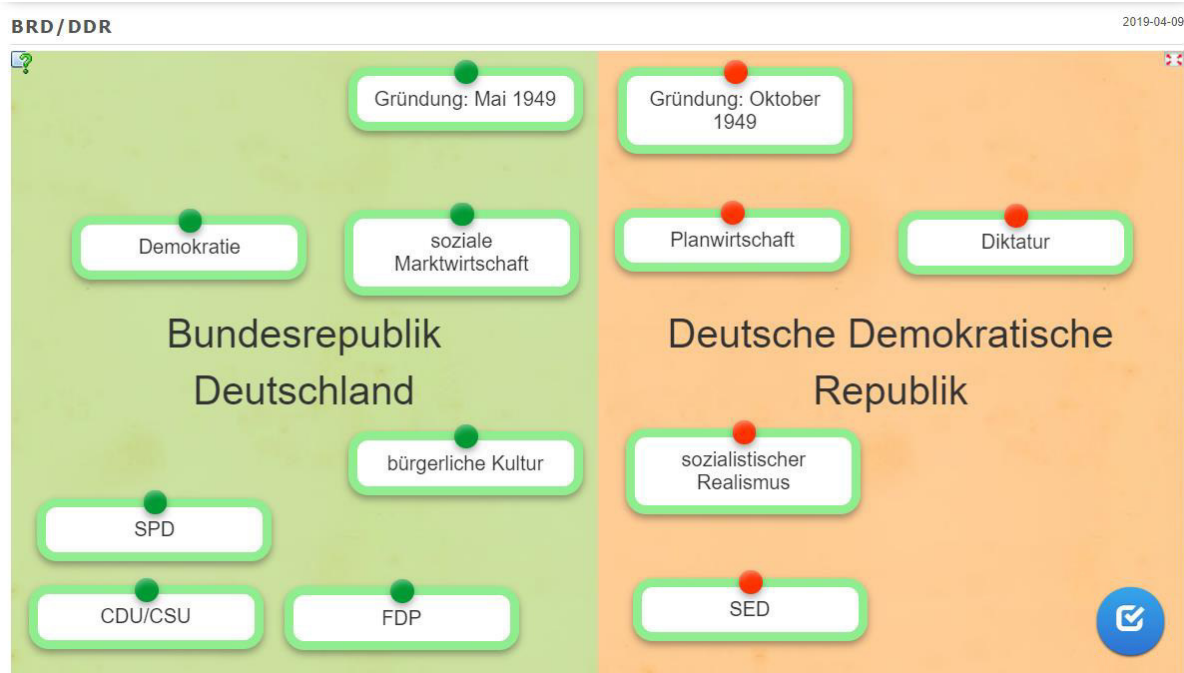 BRD/DDR
2019-04-09
Gründung: Mai 1949
Gründung: Oktober
1949
Demokratie
soziale
Marktwirtschaft
Planwirtschaft
Diktatur
Bundesrepublik
Deutschland
Deutsche Demokratische
Republik
bürgerliche Kultur
sozialistischer
Realismus
SPD
CDU/CSU
FDP
SED